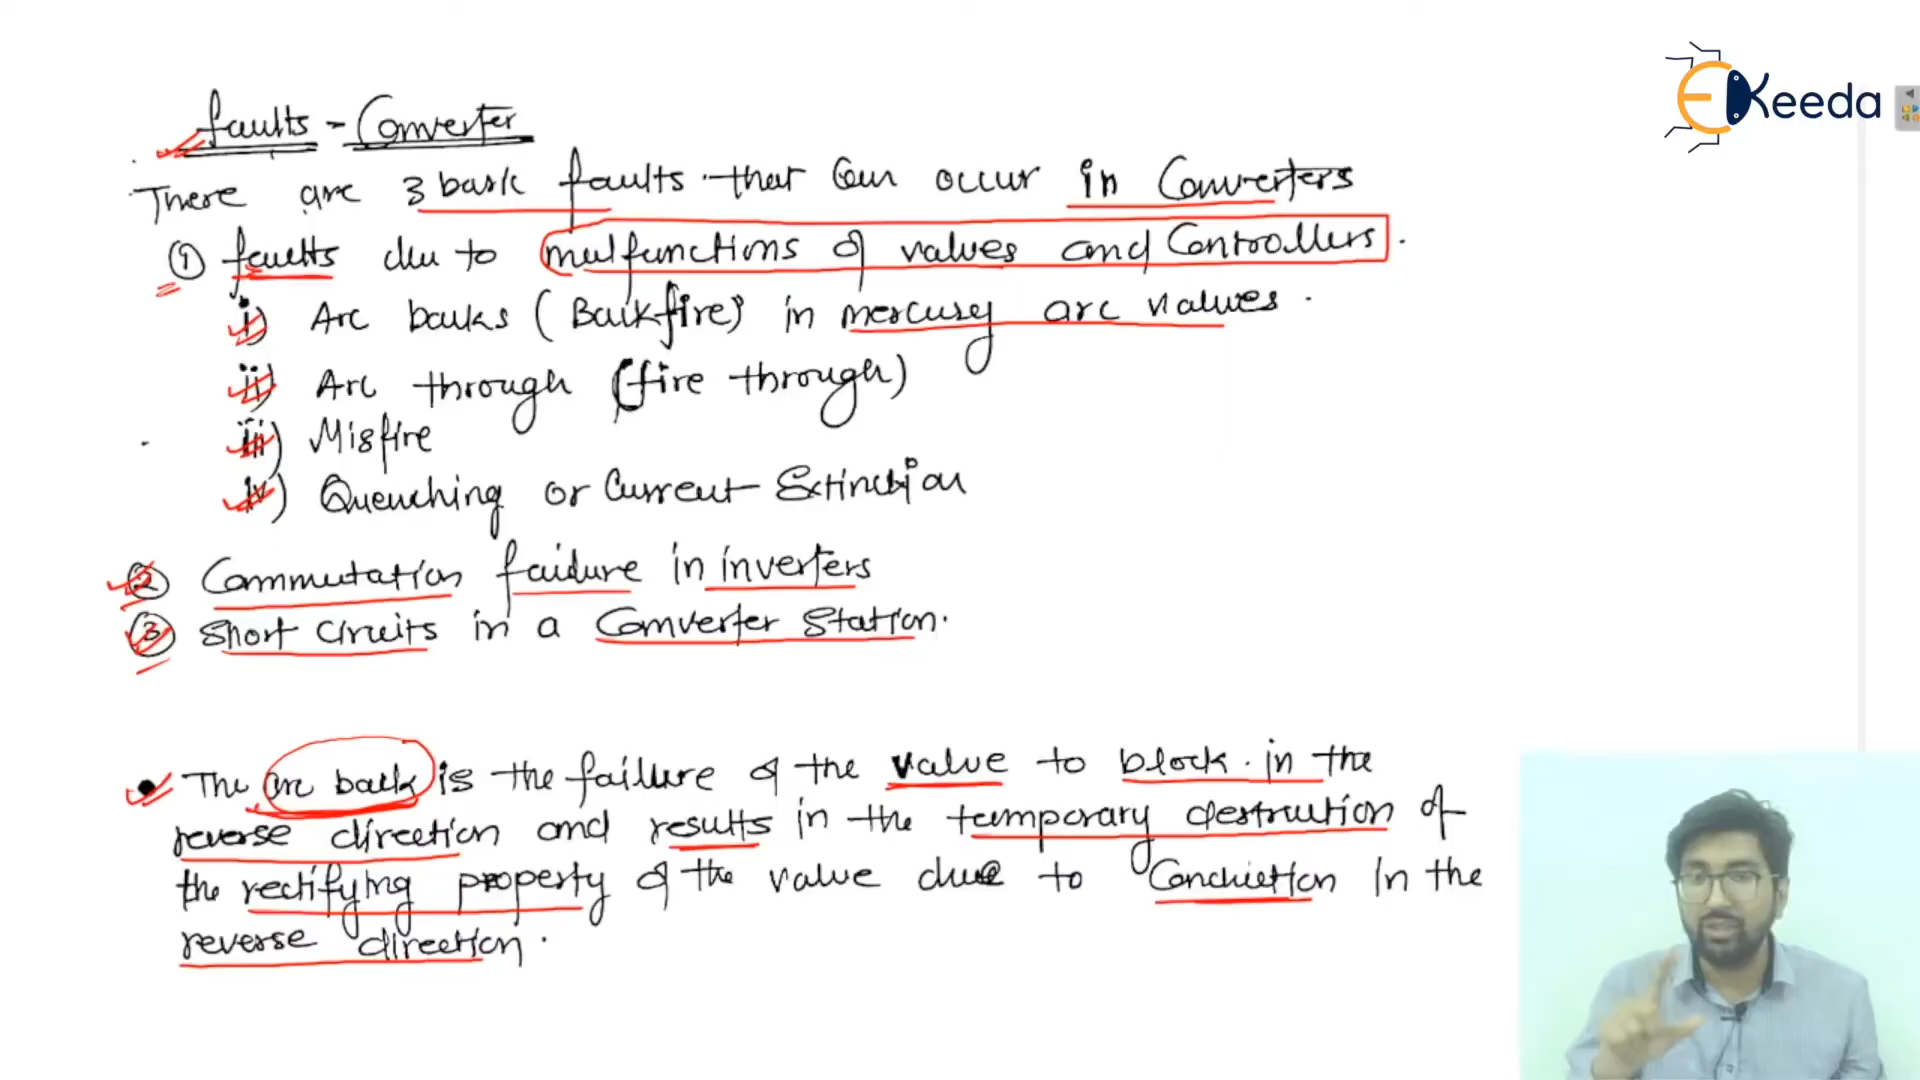 EKeeda
Faults - Converter
There are 3 basic faults that can occur in Converters
① faults due to malfunctions of valves and Controllers.
i) Arc backs (Backfire) in mercury arc valves.
ii) Arc through (fire through)
iii) Misfire
iv) Quenching or Current Extinction
② Commutation failure in inverters
③ Short Circuits in a Converter Station.
• The arc back is the failure of the valve to block in the
reverse direction and results in the temporary destruction of
the rectifying property of the valve due to Conduction in the
reverse direction.